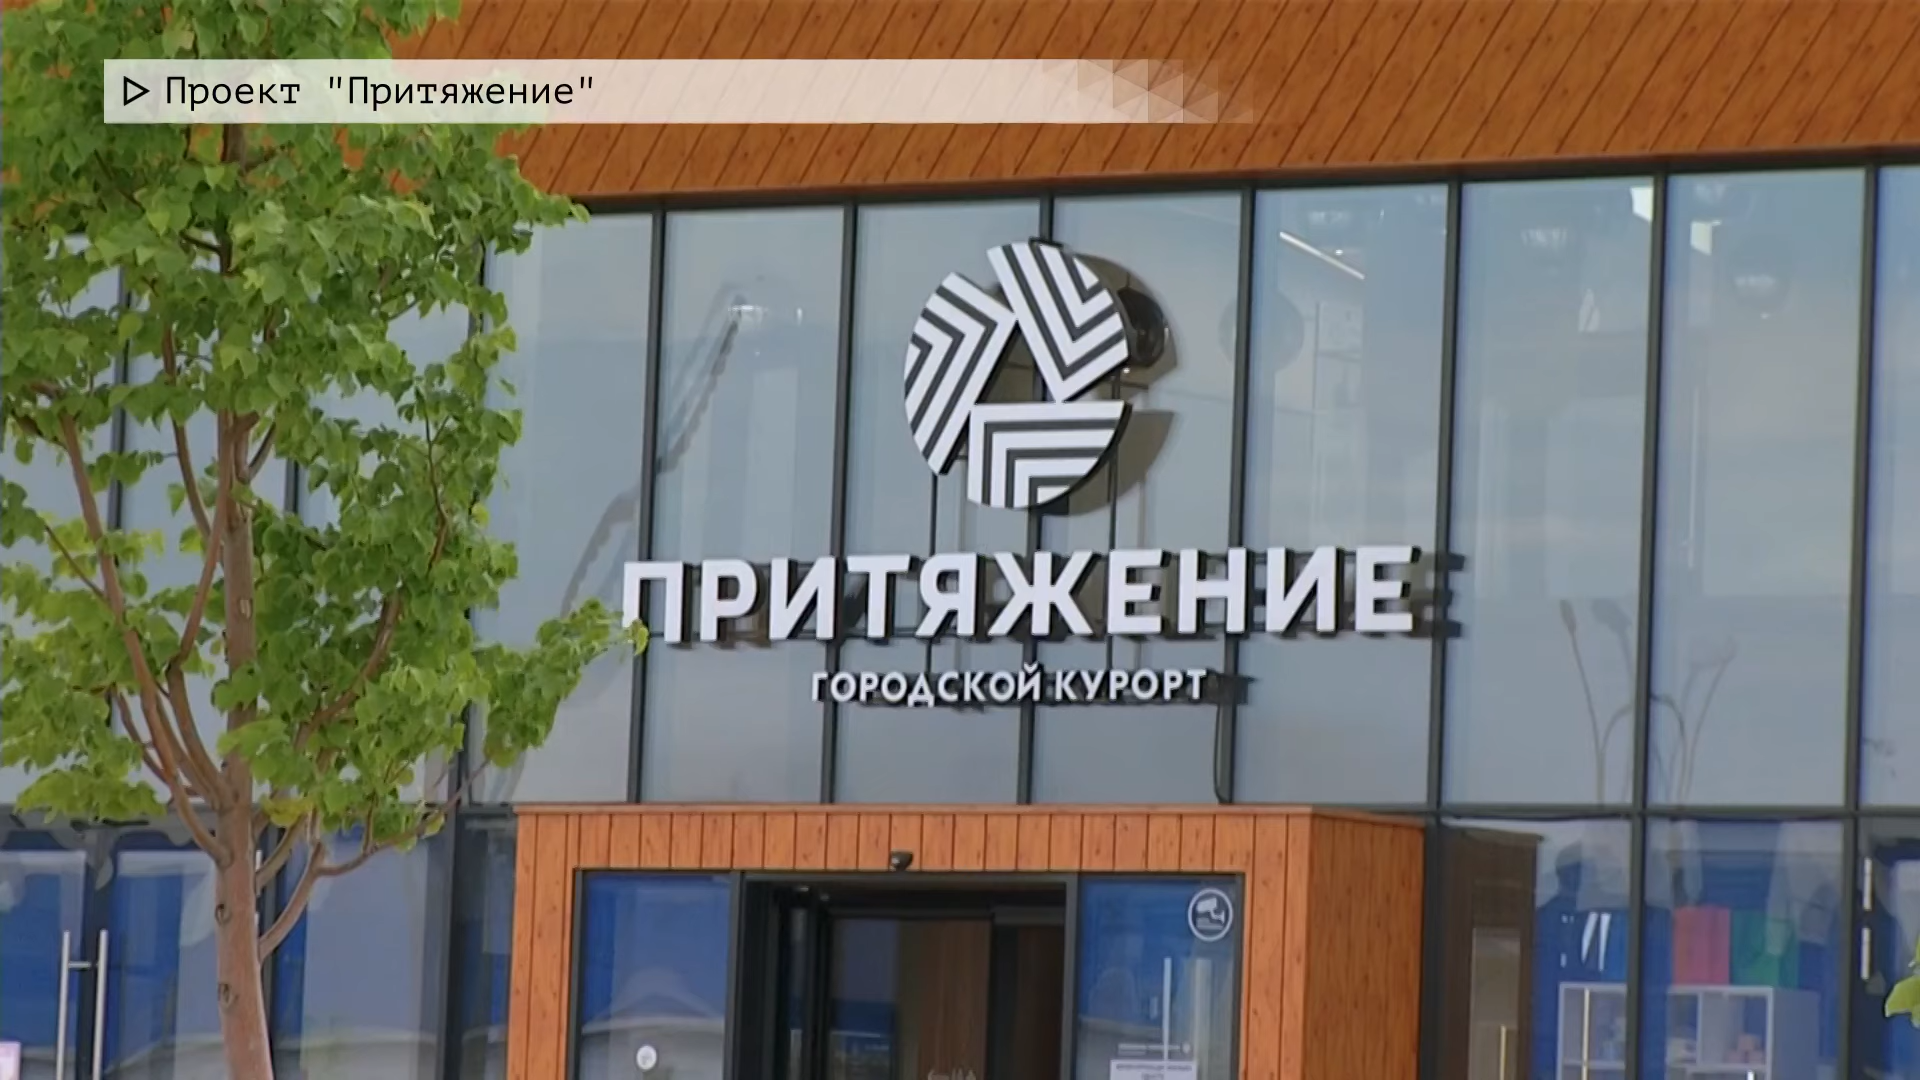 Проект "Притяжение"
ПРИТЯЖЕНИЕ
ГОРОДСКОЙ КУРОРТ